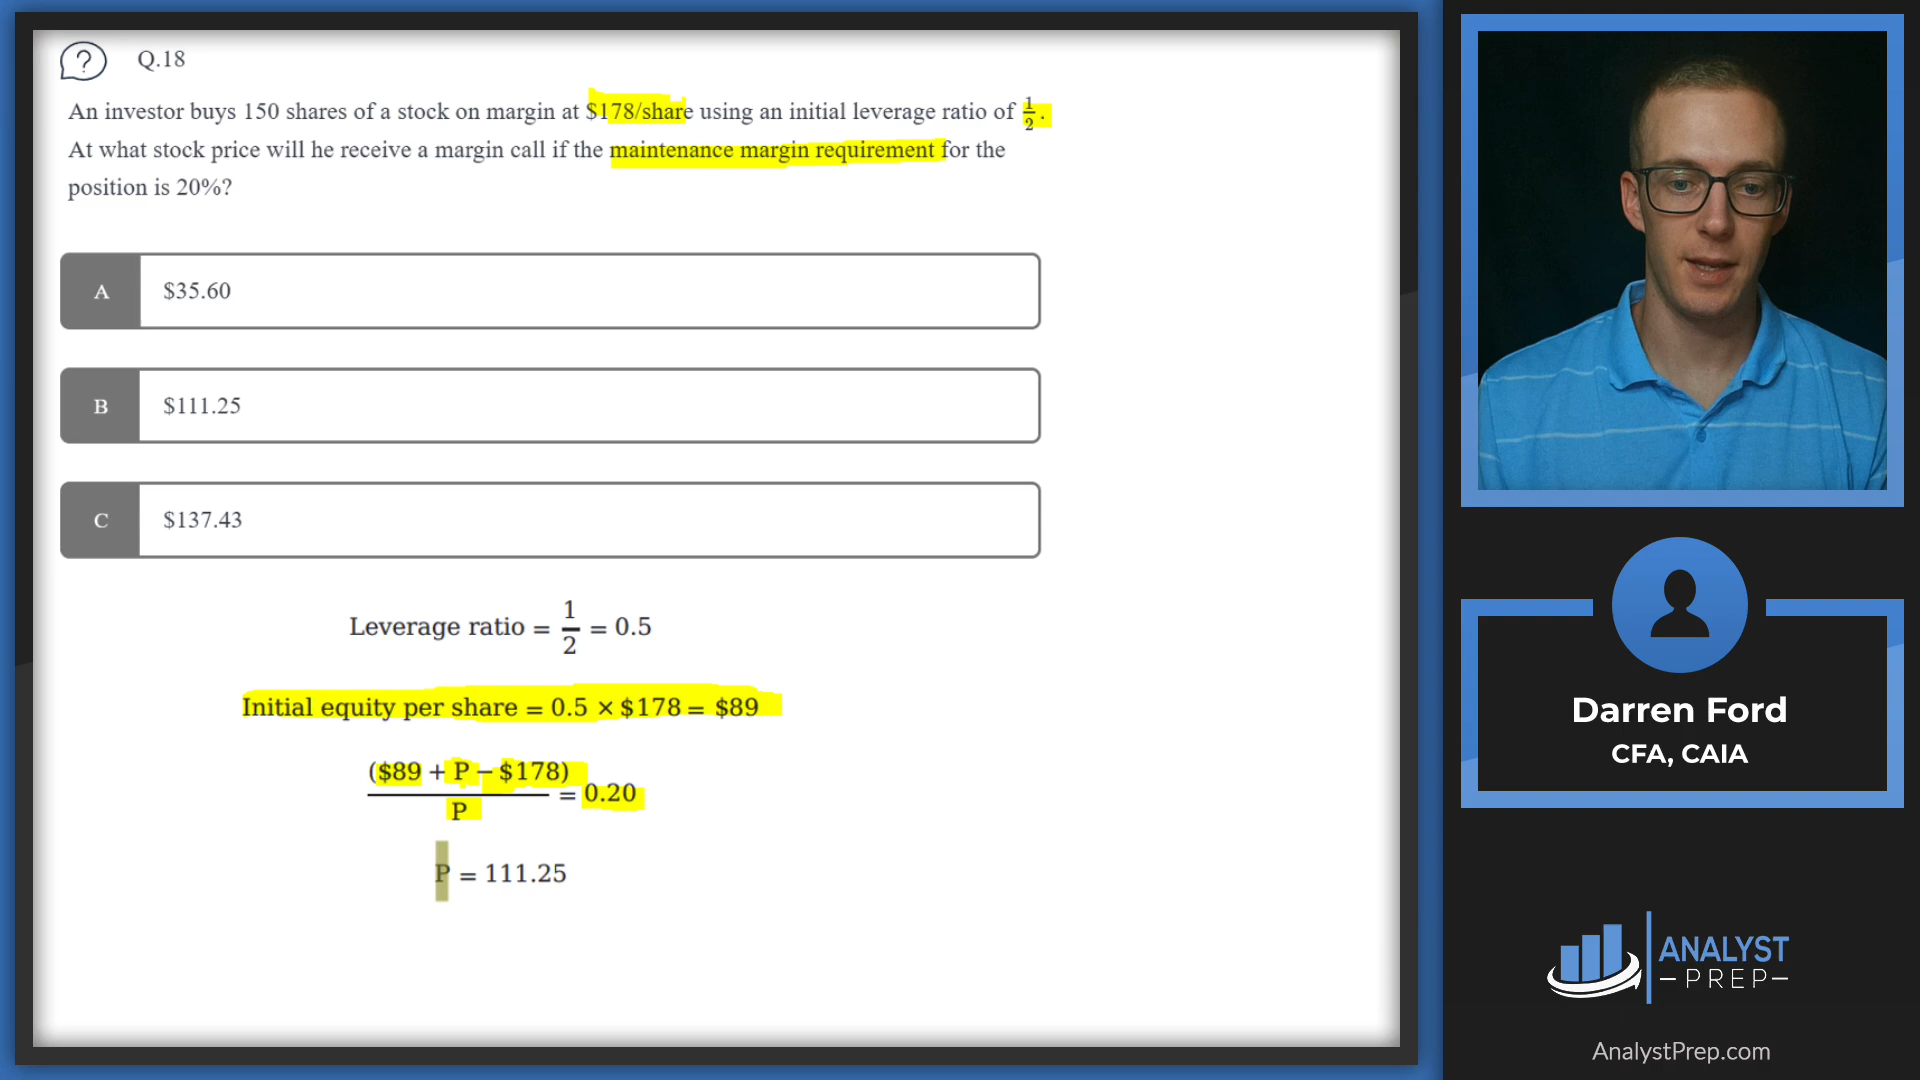 ? Q.18
An investor buys 150 shares of a stock on margin at $178/share using an initial leverage ratio of 1/2.
At what stock price will he receive a margin call if the maintenance margin requirement for the
position is 20%?
A $35.60
B $111.25
C $137.43
Leverage ratio = 1/2 = 0.5
Initial equity per share = 0.5 × $178 = $89
($89 + P − $178)
P
= 0.20
P = 111.25
Darren Ford
CFA, CAIA
ANALYST
PREP
AnalystPrep.com